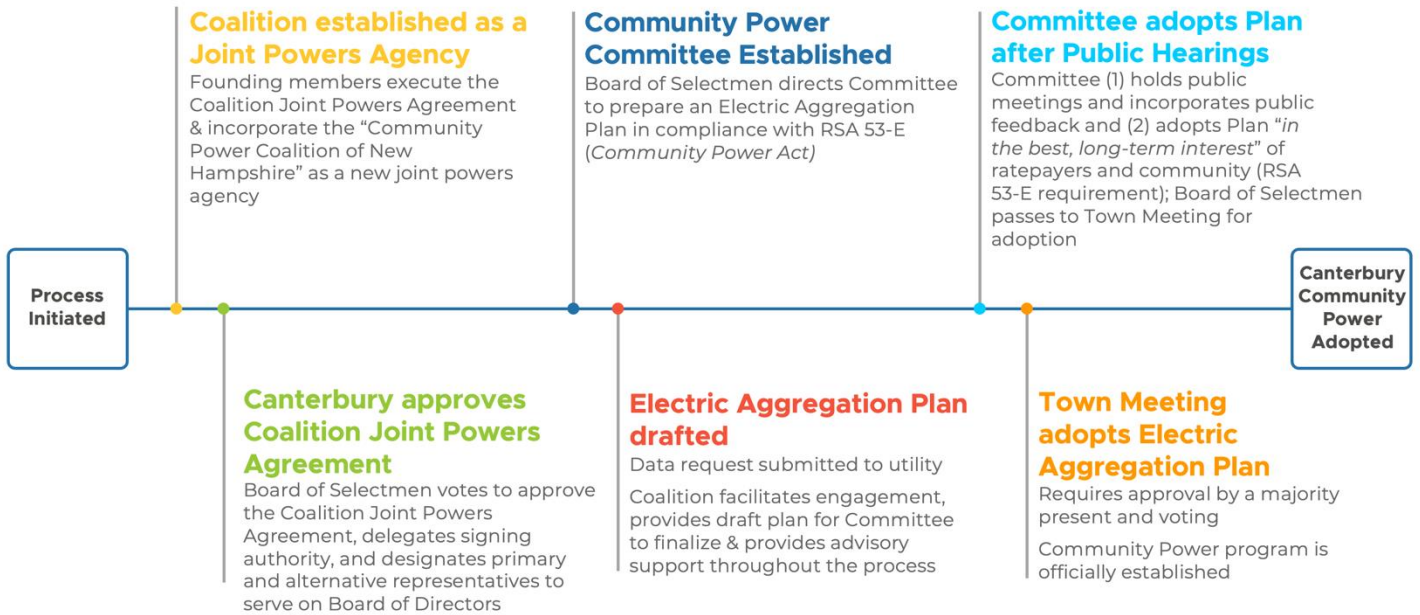 Coalition established as a
Joint Powers Agency
Founding members execute the
Coalition Joint Powers Agreement
& incorporate the “Community
Power Coalition of New
Hampshire” as a new joint powers
agency
Community Power
Committee Established
Board of Selectmen directs Committee
to prepare an Electric Aggregation
Plan in compliance with RSA 53-E
(Community Power Act)
Committee adopts Plan
after Public Hearings
Committee (1) holds public
meetings and incorporates public
feedback and (2) adopts Plan “in
the best, long-term interest” of
ratepayers and community (RSA
53-E requirement); Board of Selectmen
passes to Town Meeting for
adoption
Process
Initiated
Canterbury
Community
Power
Adopted
Canterbury approves
Coalition Joint Powers
Agreement
Board of Selectmen votes to approve
the Coalition Joint Powers
Agreement, delegates signing
authority, and designates primary
and alternative representatives to
serve on Board of Directors
Electric Aggregation Plan
drafted
Data request submitted to utility
Coalition facilitates engagement,
provides draft plan for Committee
to finalize & provides advisory
support throughout the process
Town Meeting
adopts Electric
Aggregation Plan
Requires approval by a majority
present and voting
Community Power program is
officially established